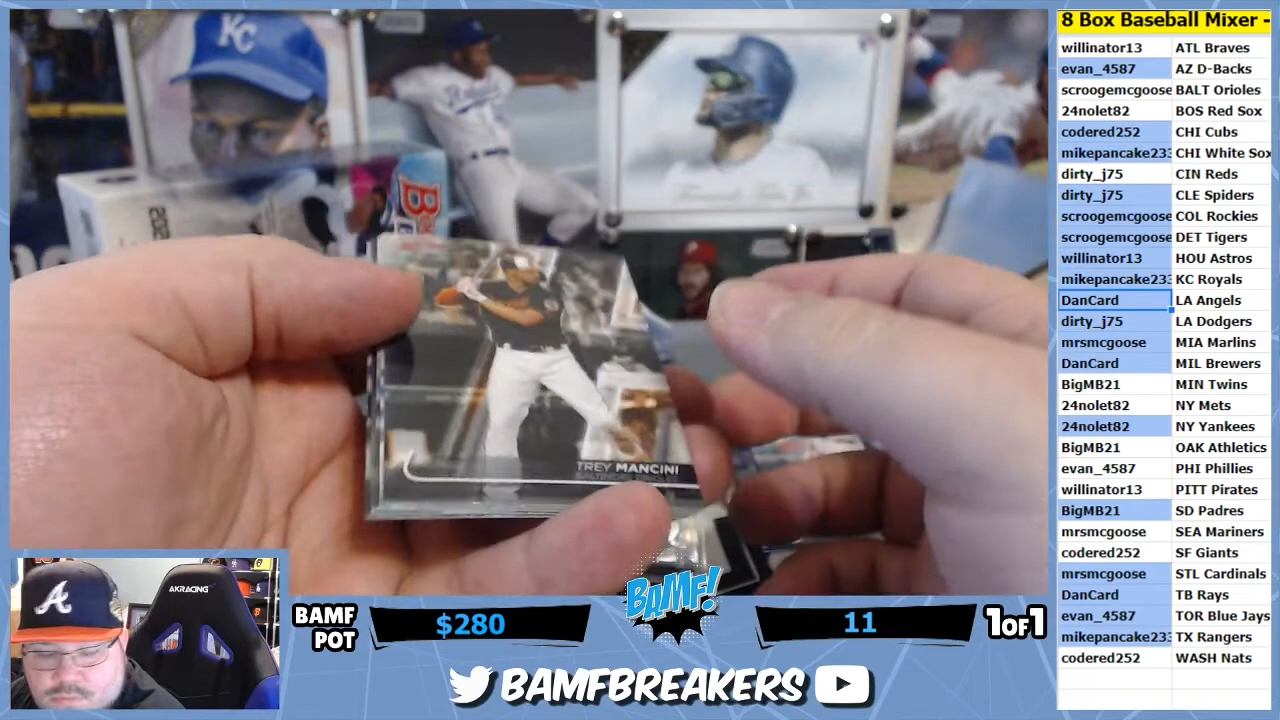 8 Box Baseball Mixer -
willinator13 ATL Braves
evan_4587 AZ D-Backs
scroogemcgoose BALT Orioles
24nolet82 BOS Red Sox
codered252 CHI Cubs
mikepancake233 CHI White Sox
dirty_j75 CIN Reds
dirty_j75 CLE Spiders
scroogemcgoose COL Rockies
scroogemcgoose DET Tigers
willinator13 HOU Astros
mikepancake233 KC Royals
DanCard LA Angels
dirty_j75 LA Dodgers
mrsmcgoose MIA Marlins
DanCard MIL Brewers
BigMB21 MIN Twins
24nolet82 NY Mets
24nolet82 NY Yankees
BigMB21 OAK Athletics
evan_4587 PHI Phillies
willinator13 PITT Pirates
BigMB21 SD Padres
mrsmcgoose SEA Mariners
codered252 SF Giants
mrsmcgoose STL Cardinals
DanCard TB Rays
evan_4587 TOR Blue Jays
mikepancake233 TX Rangers
codered252 WASH Nats
KC
TREY MANCINI
A
AKRACING
BAMF POT
$280
BAMF!
11
1OF1
BAMFBREAKERS